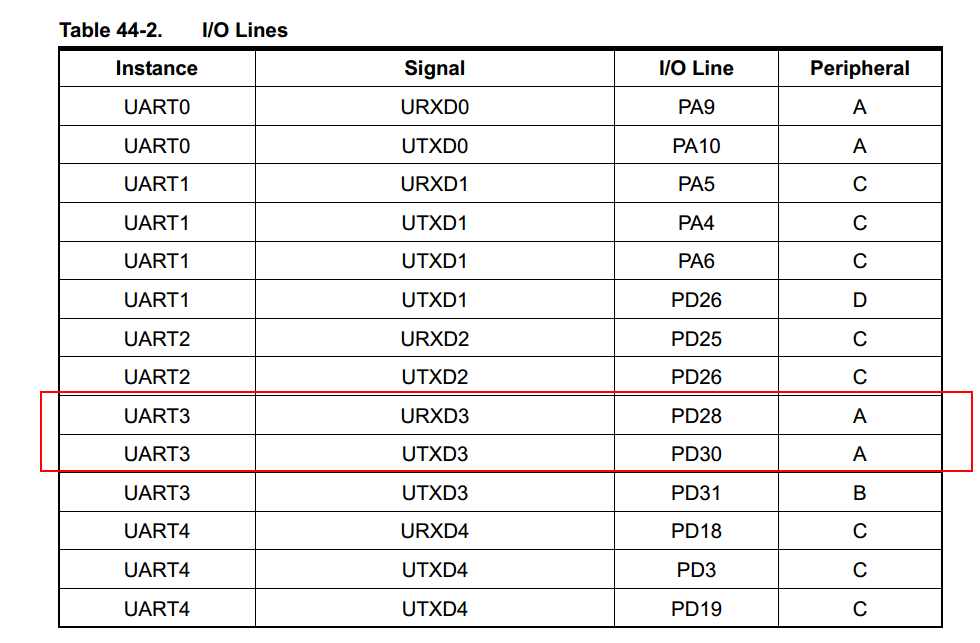 Table 44-2. I/O Lines
Instance Signal I/O Line Peripheral
UART0 URXD0 PA9 A
UART0 UTXD0 PA10 A
UART1 URXD1 PA5 C
UART1 UTXD1 PA4 C
UART1 UTXD1 PA6 C
UART1 UTXD1 PD26 D
UART2 URXD2 PD25 C
UART2 UTXD2 PD26 C
UART3 URXD3 PD28 A
UART3 UTXD3 PD30 A
UART3 UTXD3 PD31 B
UART4 URXD4 PD18 C
UART4 UTXD4 PD3 C
UART4 UTXD4 PD19 C